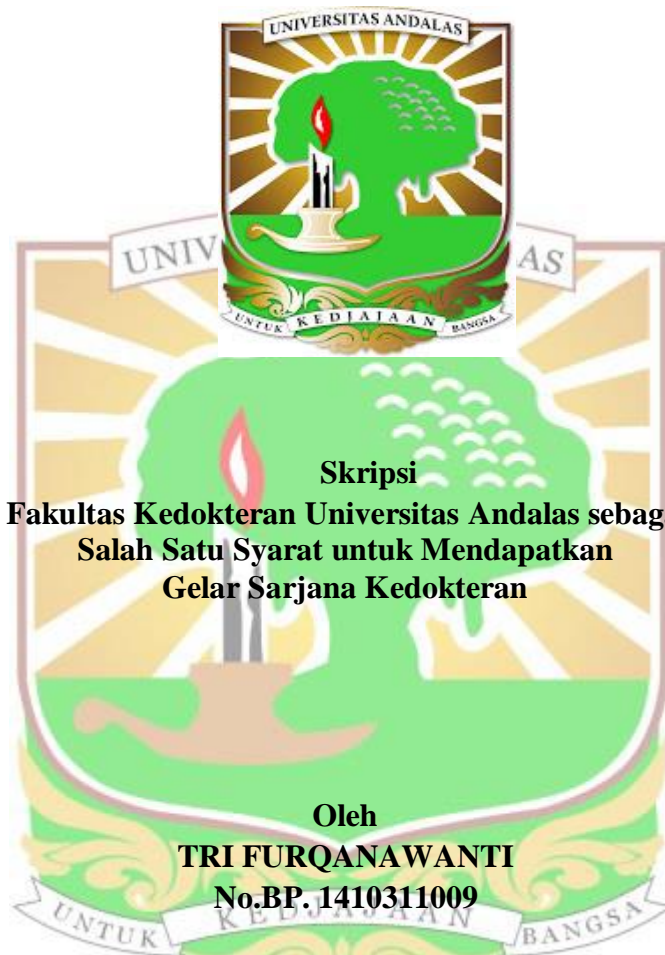 UNIVERSITAS ANDALAS
UNTUK KEDJAJAAN BANGSA
UNIV AS
Skripsi
Fakultas Kedokteran Universitas Andalas sebag
Salah Satu Syarat untuk Mendapatkan
Gelar Sarjana Kedokteran
Oleh
TRI FURQANAWANTI
No.BP. 1410311009
UNTUK KEDJAJAAN BANGSA